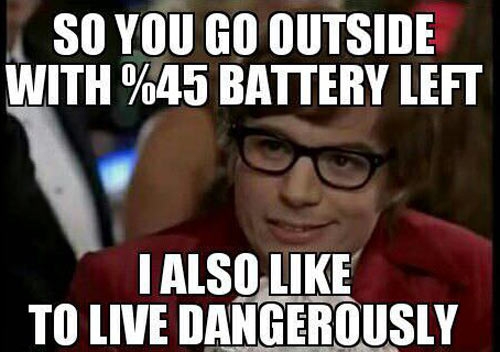 SO YOU GO OUTSIDE
WITH %45 BATTERY LEFT
I ALSO LIKE
TO LIVE DANGEROUSLY